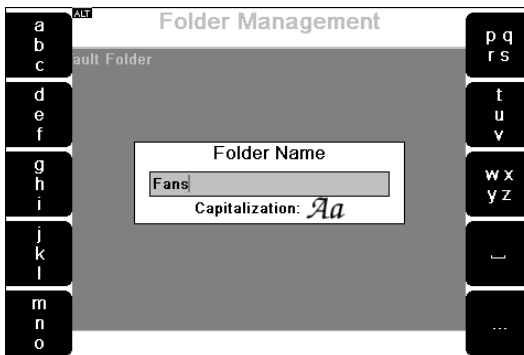 ALT
Folder Management
ault Folder
a
b
c
d
e
f
g
h
i
j
k
l
m
n
o
Folder Name
Fans
Capitalization: Aa
p q
r s
t
u
v
w x
y z
...